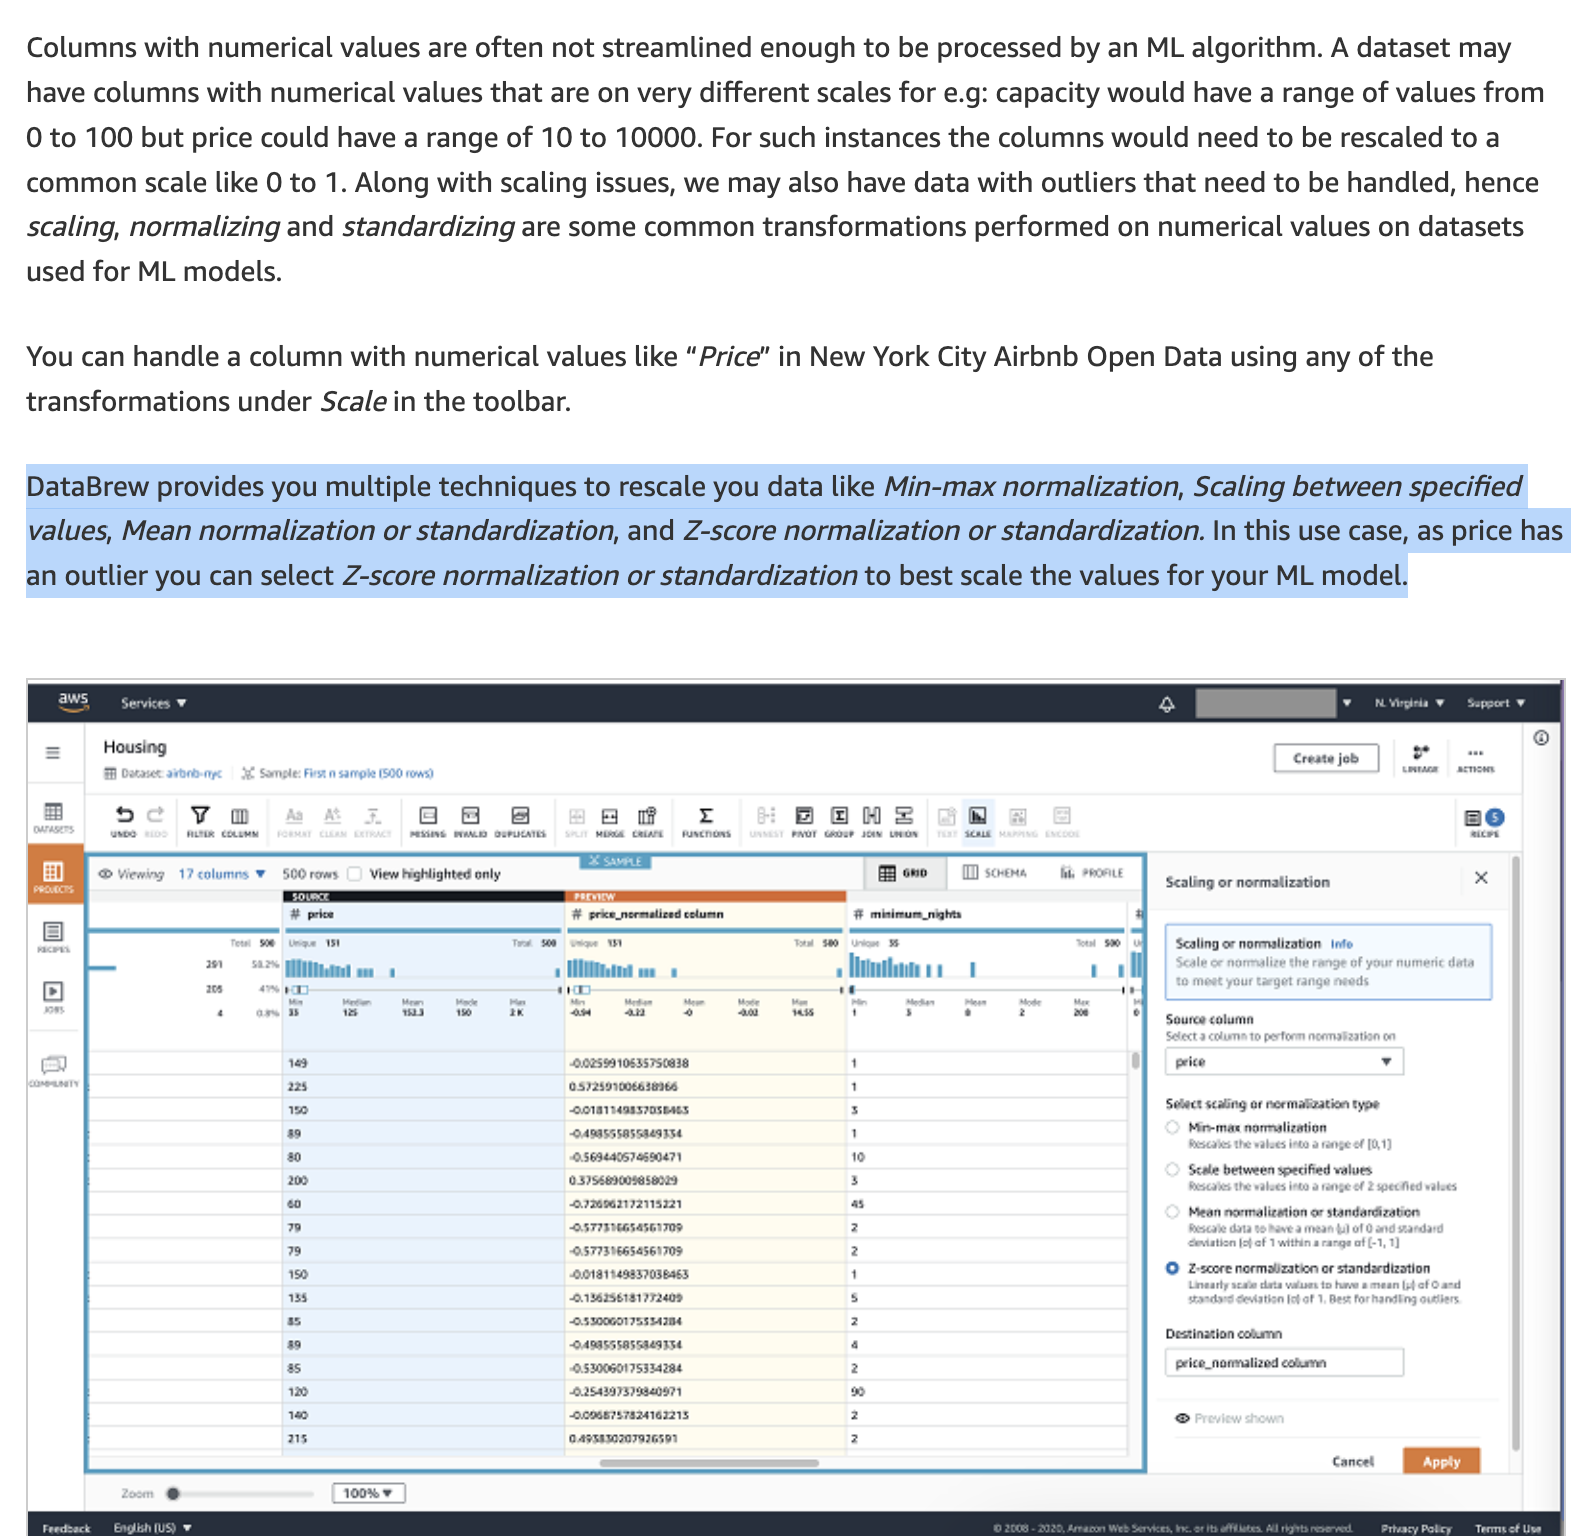 Columns with numerical values are often not streamlined enough to be processed by an ML algorithm. A dataset may
have columns with numerical values that are on very different scales for e.g: capacity would have a range of values from
0 to 100 but price could have a range of 10 to 10000. For such instances the columns would need to be rescaled to a
common scale like 0 to 1. Along with scaling issues, we may also have data with outliers that need to be handled, hence
scaling, normalizing and standardizing are some common transformations performed on numerical values on datasets
used for ML models.
You can handle a column with numerical values like “Price” in New York City Airbnb Open Data using any of the
transformations under Scale in the toolbar.
DataBrew provides you multiple techniques to rescale you data like Min-max normalization, Scaling between specified
values, Mean normalization or standardization, and Z-score normalization or standardization. In this use case, as price has
an outlier you can select Z-score normalization or standardization to best scale the values for your ML model.
aws Services N. Virginia Support
Housing
Dataset: airbnb-nyc Sample: First n sample (500 rows)
Create job LINEAGE ACTIONS
UNDO REDO FILTER COLUMN FORMAT CLEAN EXTRACT MISSING INVALID DUPLICATES SPLIT MERGE CREATE FUNCTIONS UNNEST PIVOT GROUP JOIN UNION TEXT SCALE MAPPING ENCODE 5 RECIPE
DATASETS
PROJECTS
RECIPES
JOBS
COMMUNITY
Viewing 17 columns 500 rows View highlighted only SAMPLE GRID SCHEMA PROFILE
SOURCE PREVIEW
# price # price_normalized column # minimum_nights #
Total 500 Unique 151 Total 500 Unique 131 Total 500 Unique 35 Total 500
291 58.2%
205 41%
4 0.8%
Min Median Mean Mode Max Min Median Mean Mode Max Min Median Mean Mode Max
33 125 152.3 150 2 K -0.94 -0.22 -0 -0.02 14.55 1 3 8 2 200
149 -0.0259910635750838 1
225 0.572591006638966 1
150 -0.0181149837038463 3
89 -0.498555855849334 1
80 -0.569440574690471 10
200 0.375689009858029 3
60 -0.726962172115221 45
79 -0.577316654561709 2
79 -0.577316654561709 2
150 -0.0181149837038463 1
135 -0.136256181772409 5
85 -0.530060175334284 2
89 -0.498555855849334 4
85 -0.530060175334284 2
120 -0.254397379840971 90
140 -0.0968757824162213 2
215 0.493830207926591 2
Scaling or normalization
Scaling or normalization Info
Scale or normalize the range of your numeric data
to meet your target range needs
Source column
Select a column to perform normalization on
price
Select scaling or normalization type
Min-max normalization
Rescales the values into a range of [0,1]
Scale between specified values
Rescales the values into a range of 2 specified values
Mean normalization or standardization
Rescale data to have a mean (μ) of 0 and standard
deviation (σ) of 1 within a range of [-1, 1]
Z-score normalization or standardization
Linearly scale data values to have a mean (μ) of 0 and
standard deviation (σ) of 1. Best for handling outliers.
Destination column
price_normalized column
Preview shown
Cancel Apply
Zoom 100%
Feedback English (US) © 2008 - 2020, Amazon Web Services, Inc. or its affiliates. All rights reserved. Privacy Policy Terms of Use